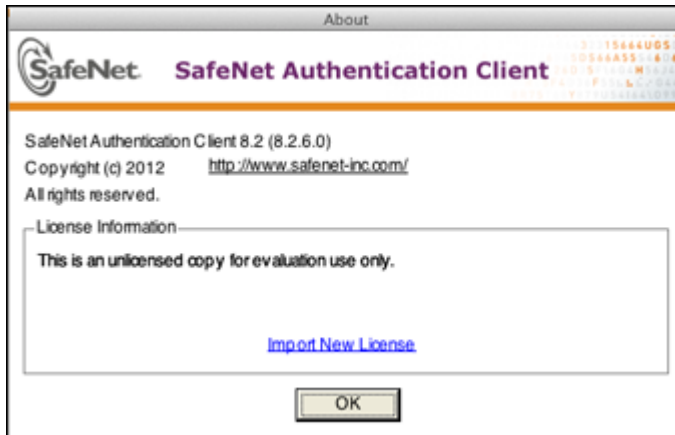 About
SafeNet.
SafeNet Authentication Client
SafeNet Authentication Client 8.2 (8.2.6.0)
Copyright (c) 2012 http://www.safenet-inc.com/
All rights reserved.
License Information
This is an unlicensed copy for evaluation use only.
Import New License
OK